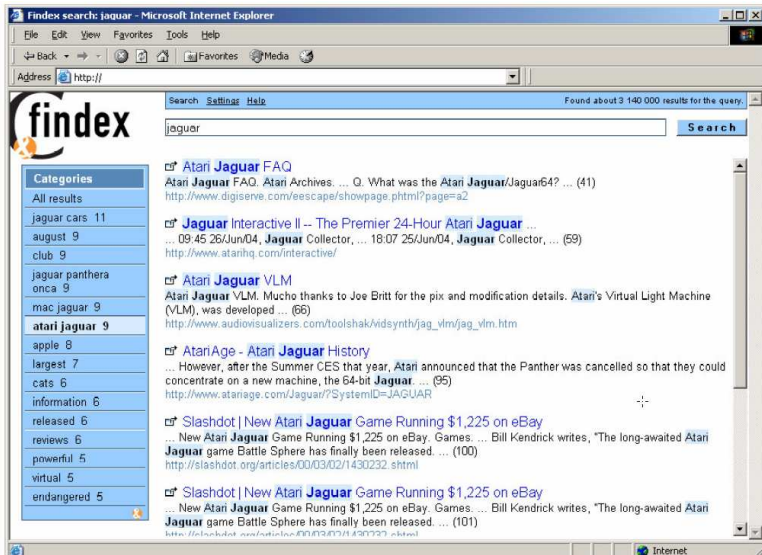 Findex search: jaguar - Microsoft Internet Explorer
File Edit View Favorites Tools Help
Back Favorites Media
Address http://
findex
&
Search Settings Help
Found about 3 140 000 results for the query.
jaguar
Search
Categories
All results
jaguar cars 11
august 9
club 9
jaguar panthera
onca 9
mac jaguar 9
atari jaguar 9
apple 8
largest 7
cats 6
information 6
released 6
reviews 6
powerful 5
virtual 5
endangered 5
&
Atari Jaguar FAQ
Atari Jaguar FAQ. Atari Archives. ... Q. What was the Atari Jaguar/Jaguar64? ... (41)
http://www.digiserve.com/eescape/showpage.phtml?page=a2
Jaguar Interactive II -- The Premier 24-Hour Atari Jaguar ...
... 09:45 26/Jun/04, Jaguar Collector, ... 18:07 25/Jun/04, Jaguar Collector, ... (59)
http://www.atarihq.com/interactive/
Atari Jaguar VLM
Atari Jaguar VLM. Mucho thanks to Joe Britt for the pix and modification details. Atari's Virtual Light Machine
(VLM), was developed ... (66)
http://www.audiovisualizers.com/toolshak/vidsynth/jag_vlm/jag_vlm.htm
AtariAge - Atari Jaguar History
... However, after the Summer CES that year, Atari announced that the Panther was cancelled so that they could
concentrate on a new machine, the 64-bit Jaguar. ... (95)
http://www.atariage.com/Jaguar/?SystemID=JAGUAR
Slashdot | New Atari Jaguar Game Running $1,225 on eBay
... New Atari Jaguar Game Running $1,225 on eBay. Games. ... Bill Kendrick writes, "The long-awaited Atari
Jaguar game Battle Sphere has finally been released. ... (100)
http://slashdot.org/articles/00/03/02/1430232.shtml
Slashdot | New Atari Jaguar Game Running $1,225 on eBay
... New Atari Jaguar Game Running $1,225 on eBay. Games. ... Bill Kendrick writes, "The long-awaited Atari
Jaguar game Battle Sphere has finally been released. ... (101)
http://slashdot.org/articles/00/03/02/1430232.shtml
Internet